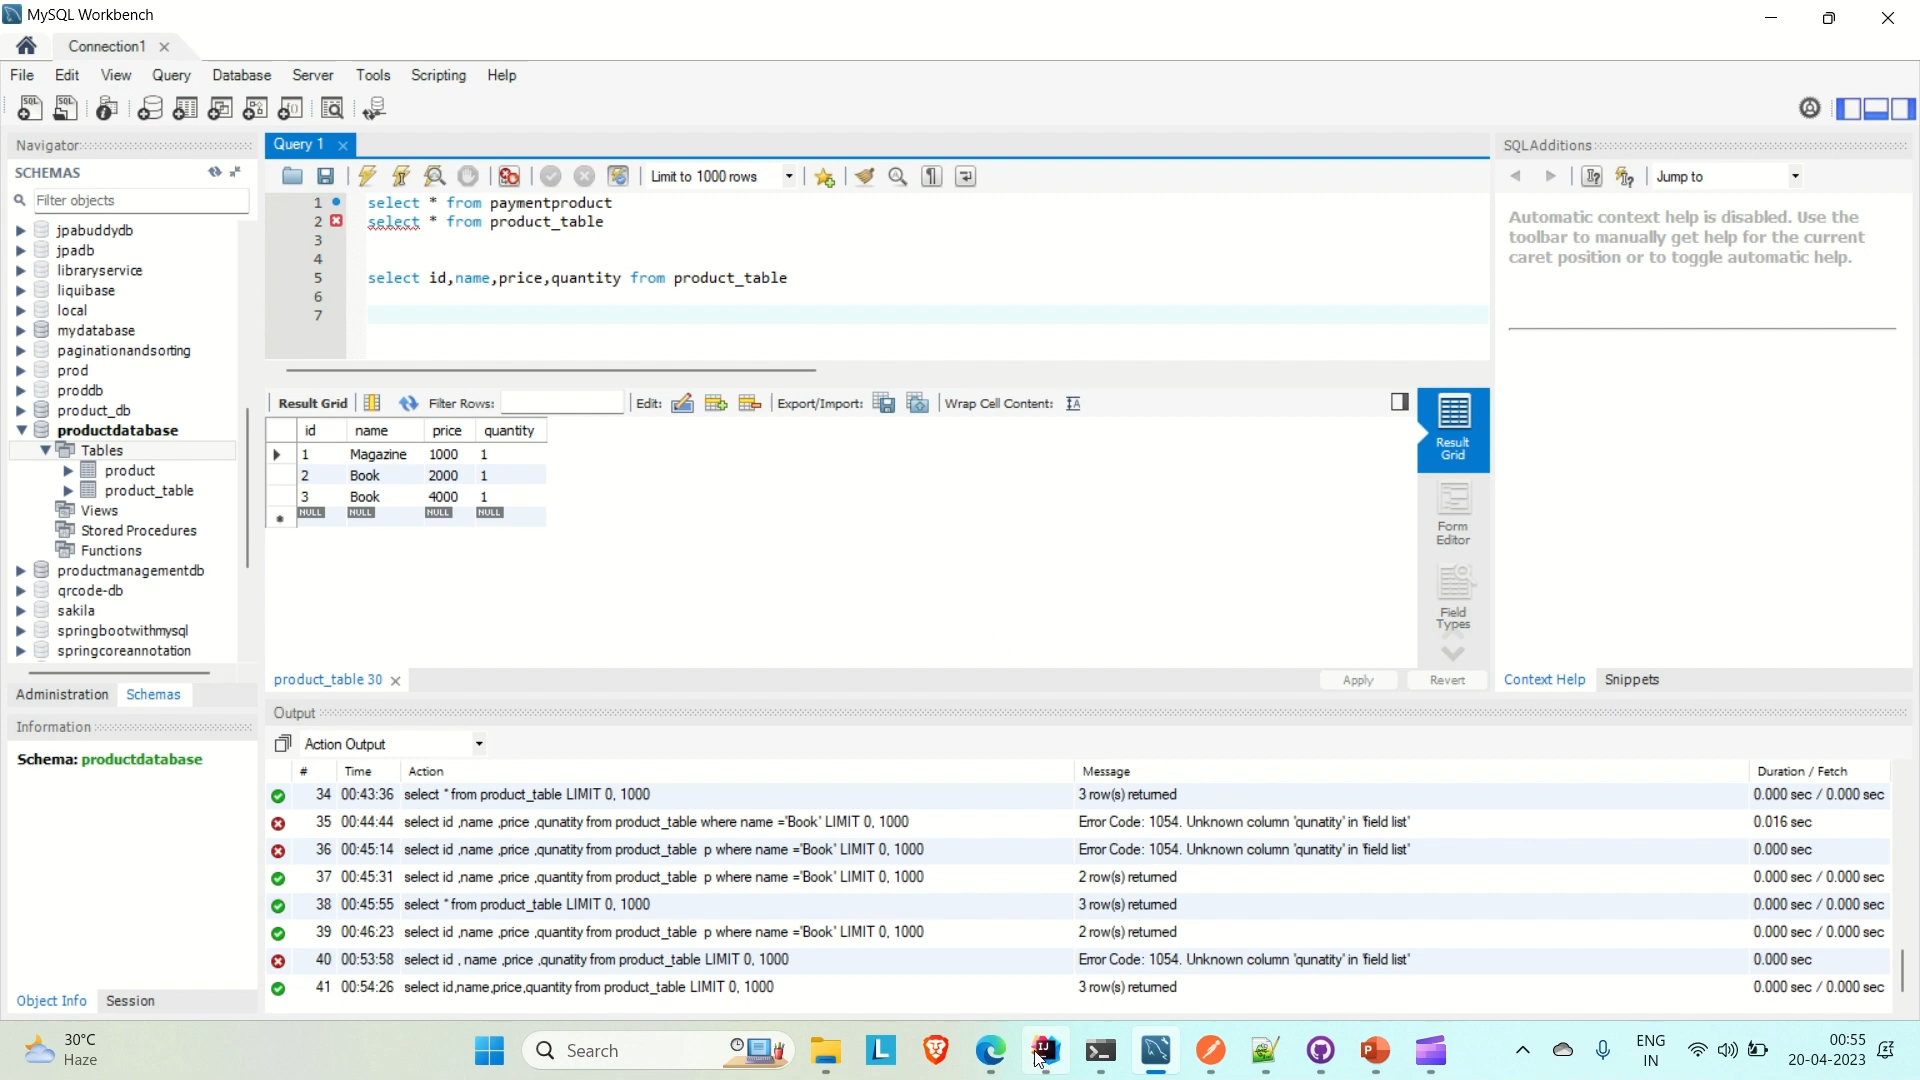 MySQL Workbench
Connection1
File Edit View Query Database Server Tools Scripting Help
Navigator
SCHEMAS
Filter objects
jpabuddydb
jpadb
libraryservice
liquibase
local
mydatabase
paginationandsorting
prod
proddb
product_db
productdatabase
Tables
product
product_table
Views
Stored Procedures
Functions
productmanagementdb
qrcode-db
sakila
springbootwithmysql
springcoreannotation
Administration Schemas
Information
Schema: productdatabase
Object Info Session
Query 1
Limit to 1000 rows
1 select * from paymentproduct
2 select * from product_table
3
4
5 select id,name,price,quantity from product_table
6
7
Result Grid Filter Rows: Edit: Export/Import: Wrap Cell Content: IA
id name price quantity
1 Magazine 1000 1
2 Book 2000 1
3 Book 4000 1
NULL NULL NULL NULL
Result Grid
Form Editor
Field Types
product_table 30
Apply Revert
SQLAdditions
Jump to
Automatic context help is disabled. Use the
toolbar to manually get help for the current
caret position or to toggle automatic help.
Context Help Snippets
Output
Action Output
# Time Action Message Duration / Fetch
34 00:43:36 select * from product_table LIMIT 0, 1000 3 row(s) returned 0.000 sec / 0.000 sec
35 00:44:44 select id ,name ,price ,qunatity from product_table where name ='Book' LIMIT 0, 1000 Error Code: 1054. Unknown column 'qunatity' in 'field list' 0.016 sec
36 00:45:14 select id ,name ,price ,qunatity from product_table p where name ='Book' LIMIT 0, 1000 Error Code: 1054. Unknown column 'qunatity' in 'field list' 0.000 sec
37 00:45:31 select id ,name ,price ,quantity from product_table p where name ='Book' LIMIT 0, 1000 2 row(s) returned 0.000 sec / 0.000 sec
38 00:45:55 select * from product_table LIMIT 0, 1000 3 row(s) returned 0.000 sec / 0.000 sec
39 00:46:23 select id ,name ,price ,quantity from product_table p where name ='Book' LIMIT 0, 1000 2 row(s) returned 0.000 sec / 0.000 sec
40 00:53:58 select id , name ,price ,qunatity from product_table LIMIT 0, 1000 Error Code: 1054. Unknown column 'qunatity' in 'field list' 0.000 sec
41 00:54:26 select id,name,price,quantity from product_table LIMIT 0, 1000 3 row(s) returned 0.000 sec / 0.000 sec
30°C
Haze
Search
ENG
IN
00:55
20-04-2023